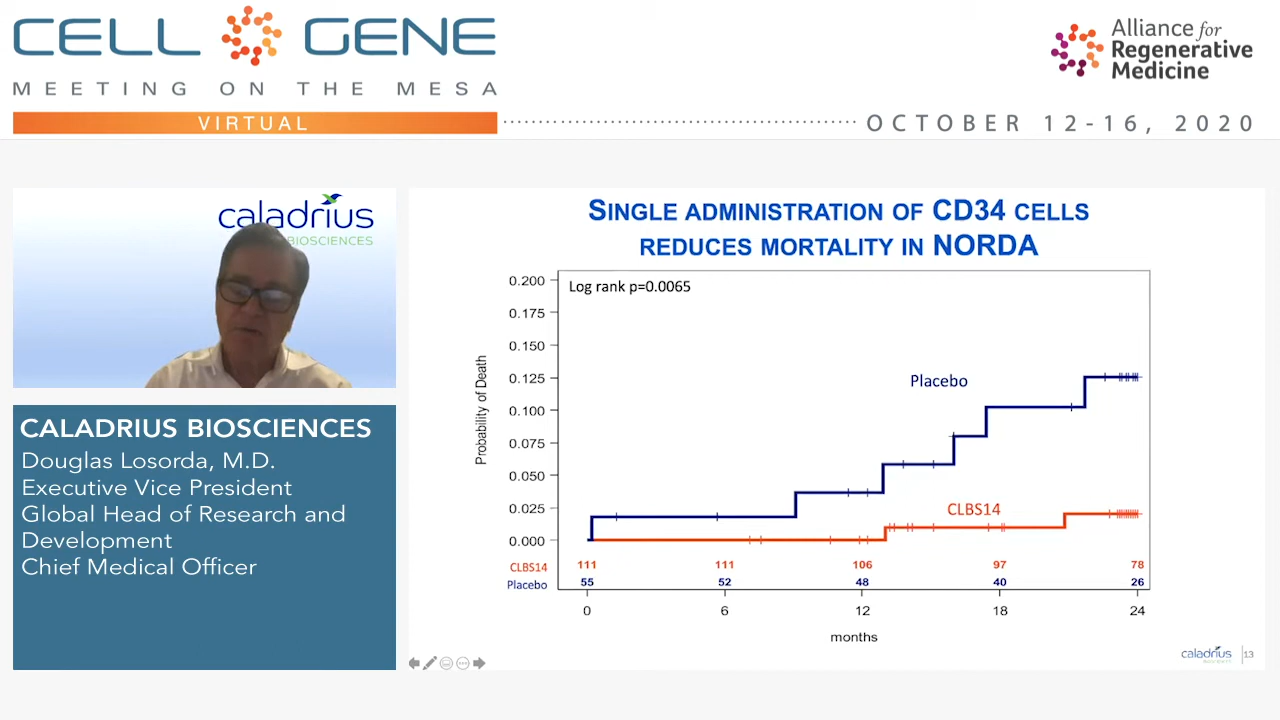 CELL GENE
MEETING ON THE MESA
VIRTUAL
Alliance for
Regenerative
Medicine
OCTOBER 12-16, 2020
caladrius
BIOSCIENCES
CALADRIUS BIOSCIENCES
Douglas Losorda, M.D.
Executive Vice President
Global Head of Research and
Development
Chief Medical Officer
SINGLE ADMINISTRATION OF CD34 CELLS
REDUCES MORTALITY IN NORDA
Log rank p=0.0065
0.200
0.175
0.150
0.125
0.100
0.075
0.050
0.025
0.000
Probability of Death
Placebo
CLBS14
CLBS14 111 111 106 97 78
Placebo 55 52 48 40 26
0 6 12 18 24
months
caladrius
13